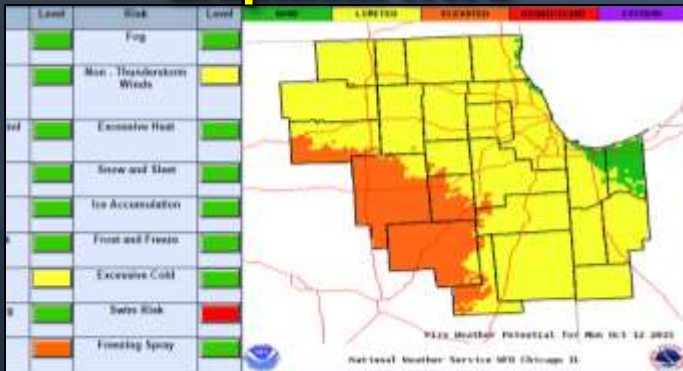 Level Risk Level
NONE LIMITED ELEVATED SIGNIFICANT EXTREME
Fog
Non - Thunderstorm
Winds
Excessive Heat
Snow and Sleet
Ice Accumulation
Frost and Freeze
Excessive Cold
Swim Risk
Freezing Spray
Fire Weather Potential for Mon Oct 12 2015
National Weather Service WFO Chicago IL